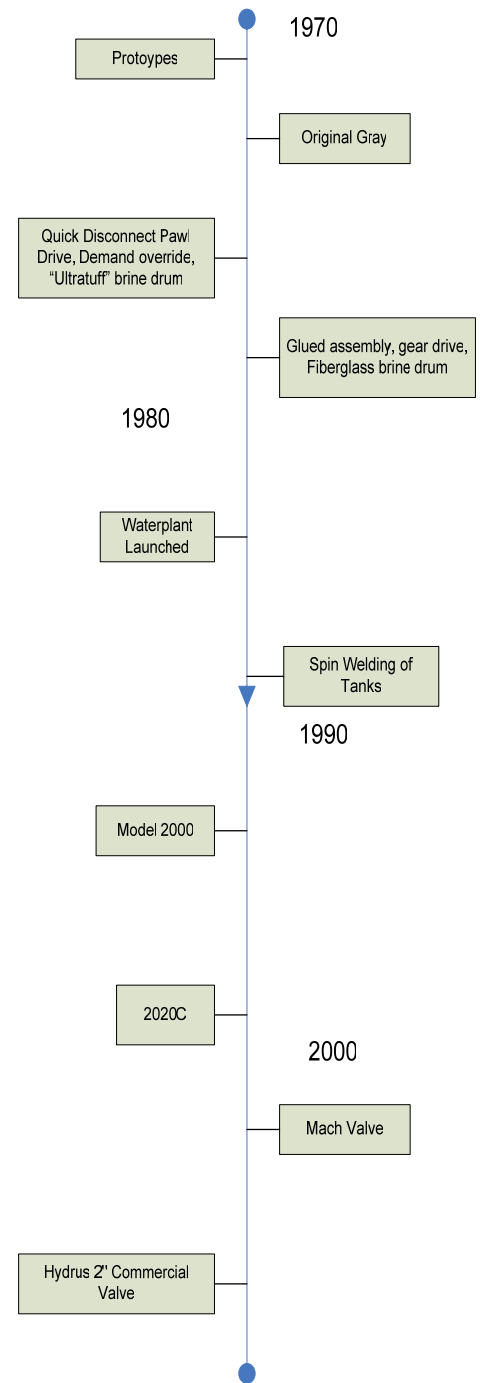 1970
Protoypes
Original Gray
Quick Disconnect Pawl
Drive, Demand override,
“Ultratuff” brine drum
Glued assembly, gear drive,
Fiberglass brine drum
1980
Waterplant
Launched
Spin Welding of
Tanks
1990
Model 2000
2020C
2000
Mach Valve
Hydrus 2" Commercial
Valve